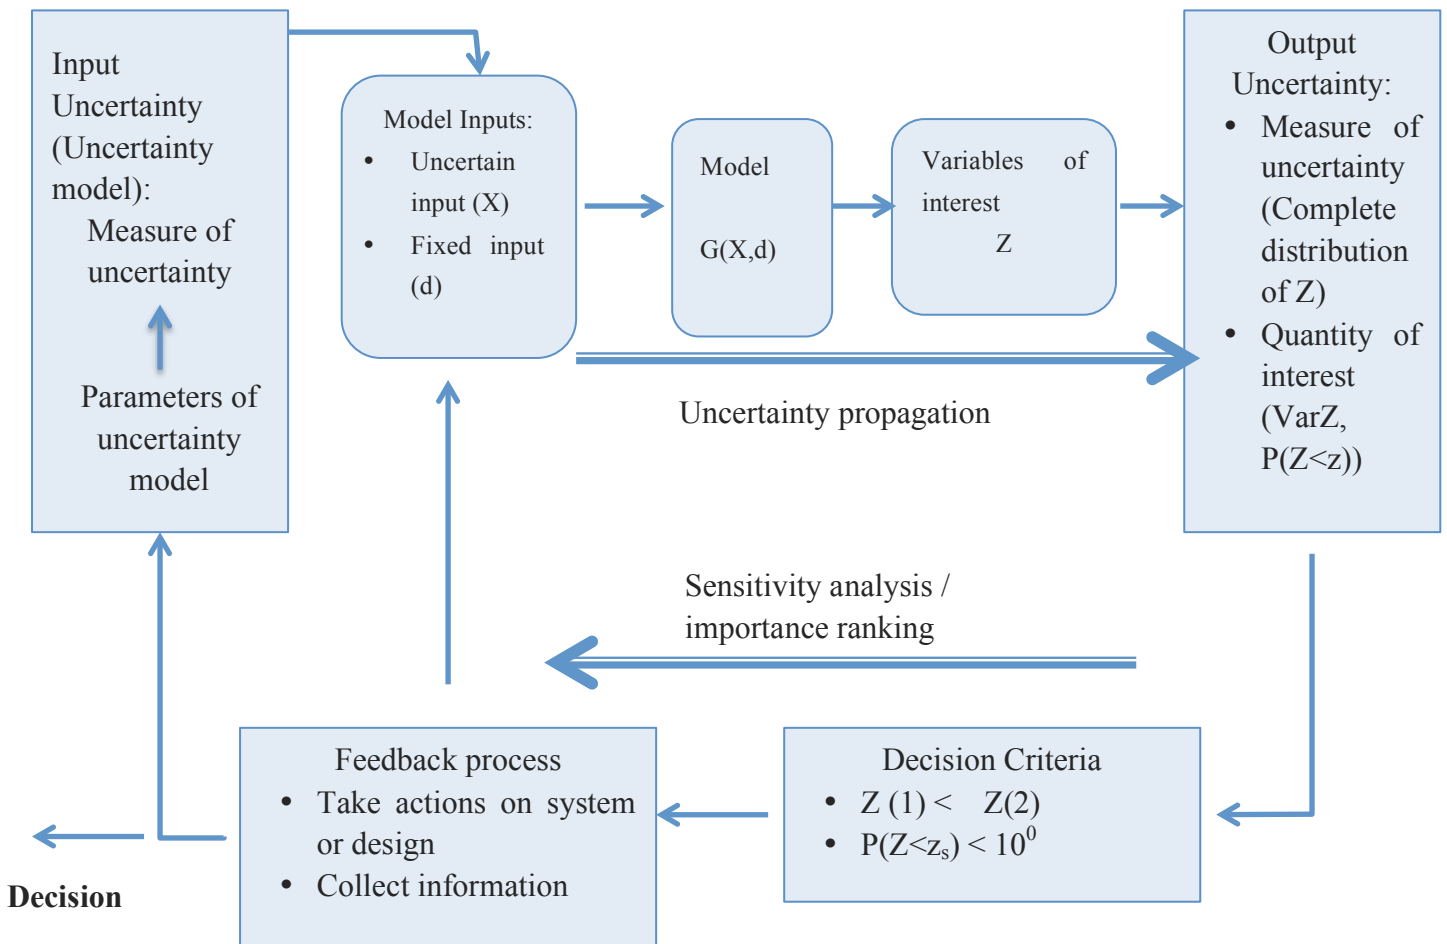 Input
Uncertainty
(Uncertainty
model):
Measure of
uncertainty
Parameters of
uncertainty
model
Model Inputs:
• Uncertain
input (X)
• Fixed input
(d)
Model
G(X,d)
Variables of
interest
Z
Output
Uncertainty:
• Measure of
uncertainty
(Complete
distribution
of Z)
• Quantity of
interest
(VarZ,
P(Z<z))
Uncertainty propagation
Sensitivity analysis /
importance ranking
Feedback process
• Take actions on system
or design
• Collect information
Decision Criteria
• Z (1) < Z(2)
• P(Z<zₛ) < 10⁰
Decision